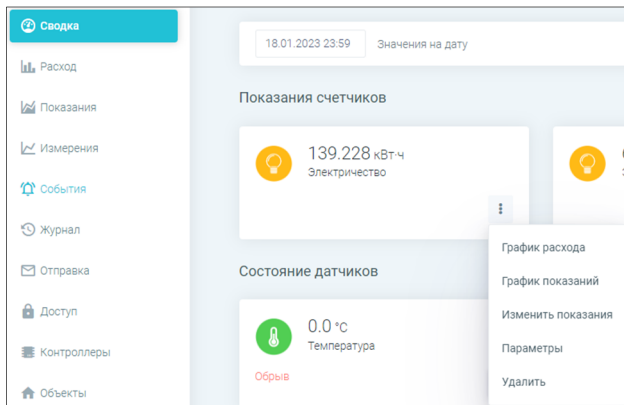 Сводка
Расход
Показания
Измерения
События
Журнал
Отправка
Доступ
Контроллеры
Объекты
18.01.2023 23:59 Значения на дату
Показания счетчиков
139.228 кВт·ч
Электричество
График расхода
График показаний
Изменить показания
Параметры
Удалить
Состояние датчиков
0.0 °C
Температура
Обрыв